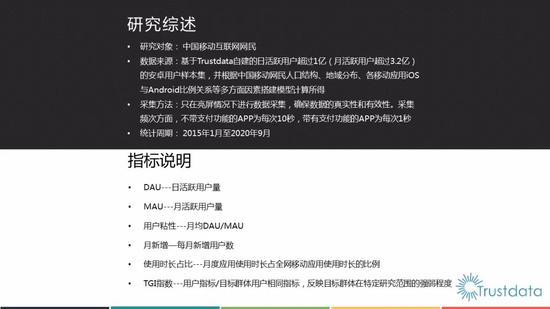 研究综述
• 研究对象： 中国移动互联网网民
• 数据来源：基于Trustdata自建的日活跃用户超过1亿（月活跃用户超过3.2亿）
的安卓用户样本集，并根据中国移动网民人口结构、地域分布、各移动应用iOS
与Android比例关系等多方面因素搭建模型计算所得
• 采集方法：只在亮屏情况下进行数据采集，确保数据的真实性和有效性。采集
频次方面，不带支付功能的APP为每次10秒，带有支付功能的APP为每次1秒
• 统计周期： 2015年1月至2020年9月
指标说明
• DAU---日活跃用户量
• MAU---月活跃用户量
• 用户粘性---月均DAU/MAU
• 月新增—每月新增用户数
• 使用时长占比---月度应用使用时长占全网移动应用使用时长的比例
• TGI指数---用户指标/目标群体用户相同指标，反映目标群体在特定研究范围的强弱程度
Trustdata